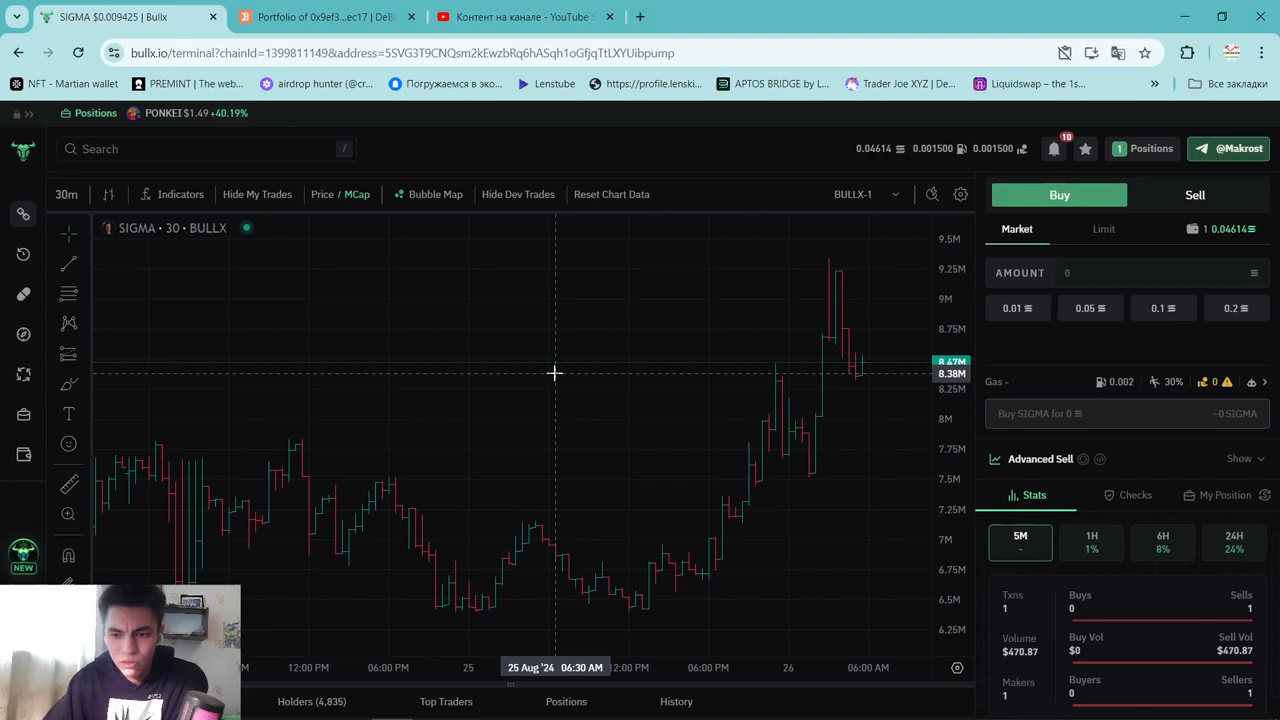 SIGMA $0.009425 | Bullx
Portfolio of 0x9ef3...ec17 | DeBa
Контент на канале - YouTube S
bullx.io/terminal?chainId=1399811149&address=5SVG3T9CNQsm2kEwzbRq6hASqh1oGfjqTtLXYUibpump
NFT - Martian wallet
PREMINT | The web...
airdrop hunter (@cr...
Погружаемся в эко...
Lenstube
https://profile.lenski...
APTOS BRIDGE by L...
Trader Joe XYZ | De...
Liquidswap – the 1s...
»
Все закладки
Positions PONKEI $1.49 +40.19%
Search /
0.04614 0.001500 0.001500
10
1 Positions
@Makrost
30m Indicators Hide My Trades Price / MCap Bubble Map Hide Dev Trades Reset Chart Data BULLX-1
SIGMA • 30 • BULLX
9.5M
9.25M
9M
8.75M
8.47M
8.38M
8.25M
8M
7.75M
7.5M
7.25M
7M
6.75M
6.5M
6.25M
12:00 PM 06:00 PM 25 25 Aug '24 06:30 AM 12:00 PM 06:00 PM 26 06:00 AM
Holders (4,835) Top Traders Positions History
NEW
Buy Sell
Market Limit 1 0.04614
AMOUNT 0
0.01 0.05 0.1 0.2
Gas - 0.002 30% 0
Buy SIGMA for 0 ~0 SIGMA
Advanced Sell Show
Stats Checks My Position
5M 1H 6H 24H
- 1% 8% 24%
Txns Buys Sells
1 0 1
Volume Buy Vol Sell Vol
$470.87 $0 $470.87
Makers Buyers Sellers
1 0 1